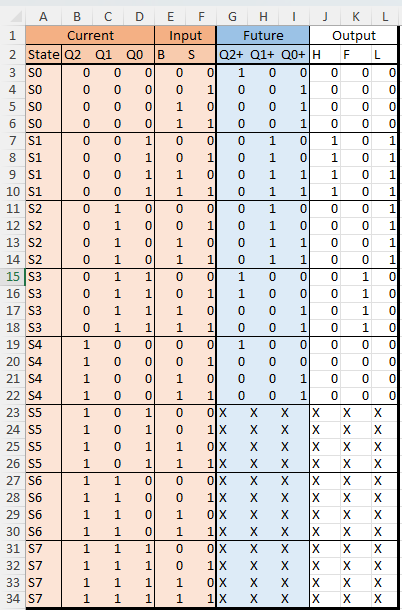 A B C D E F G H I J K L
1 Current Input Future Output
2 State Q2 Q1 Q0 B S Q2+ Q1+ Q0+ H F L
3 S0 0 0 0 0 0 1 0 0 0 0 0
4 S0 0 0 0 0 1 0 0 1 0 0 0
5 S0 0 0 0 1 0 0 0 1 0 0 0
6 S0 0 0 0 1 1 0 0 1 0 0 0
7 S1 0 0 1 0 0 0 1 0 1 0 1
8 S1 0 0 1 0 1 0 1 0 1 0 1
9 S1 0 0 1 1 0 0 1 1 1 0 1
10 S1 0 0 1 1 1 0 1 1 1 0 1
11 S2 0 1 0 0 0 0 1 0 0 0 1
12 S2 0 1 0 0 1 0 1 0 0 0 1
13 S2 0 1 0 1 0 0 1 1 0 0 1
14 S2 0 1 0 1 1 0 1 1 0 0 1
15 S3 0 1 1 0 0 1 0 0 0 1 0
16 S3 0 1 1 0 1 1 0 0 0 1 0
17 S3 0 1 1 1 0 0 0 0 0 1 0
18 S3 0 1 1 1 1 0 0 0 0 1 0
19 S4 1 0 0 0 0 1 0 0 0 0 0
20 S4 1 0 0 0 1 0 0 0 0 0 0
21 S4 1 0 0 1 0 0 0 1 0 0 0
22 S4 1 0 0 1 1 0 0 1 0 0 0
23 S5 1 0 1 0 0 X X X X X X
24 S5 1 0 1 0 1 X X X X X X
25 S5 1 0 1 1 0 X X X X X X
26 S5 1 0 1 1 1 X X X X X X
27 S6 1 1 0 0 0 X X X X X X
28 S6 1 1 0 0 1 X X X X X X
29 S6 1 1 0 1 0 X X X X X X
30 S6 1 1 0 1 1 X X X X X X
31 S7 1 1 1 0 0 X X X X X X
32 S7 1 1 1 0 1 X X X X X X
33 S7 1 1 1 1 0 X X X X X X
34 S7 1 1 1 1 1 X X X X X X